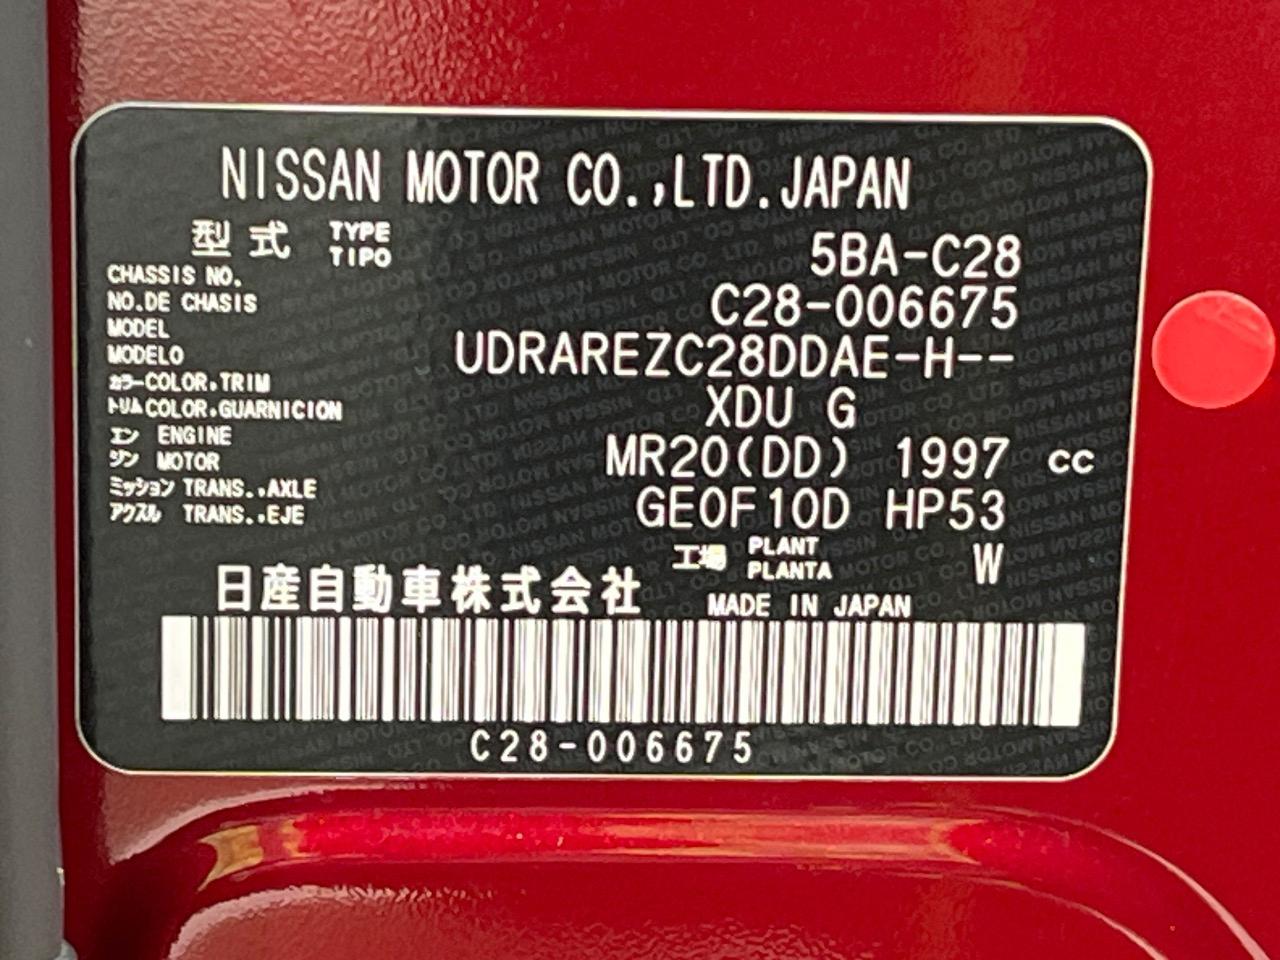 NISSAN MOTOR CO.,LTD.JAPAN
型式 TYPE TIPO 5BA-C28
CHASSIS NO.
NO.DE CHASIS C28-006675
MODEL
MODELO UDRAREZC28DDAE-H--
カラー COLOR,TRIM
トリム COLOR,GUARNICION XDU G
エン ENGINE
ジン MOTOR MR20(DD) 1997 cc
ミッション TRANS.,AXLE
アクスル TRANS.,EJE GE0F10D HP53
工場 PLANT PLANTA W
日産自動車株式会社 MADE IN JAPAN
C28-006675